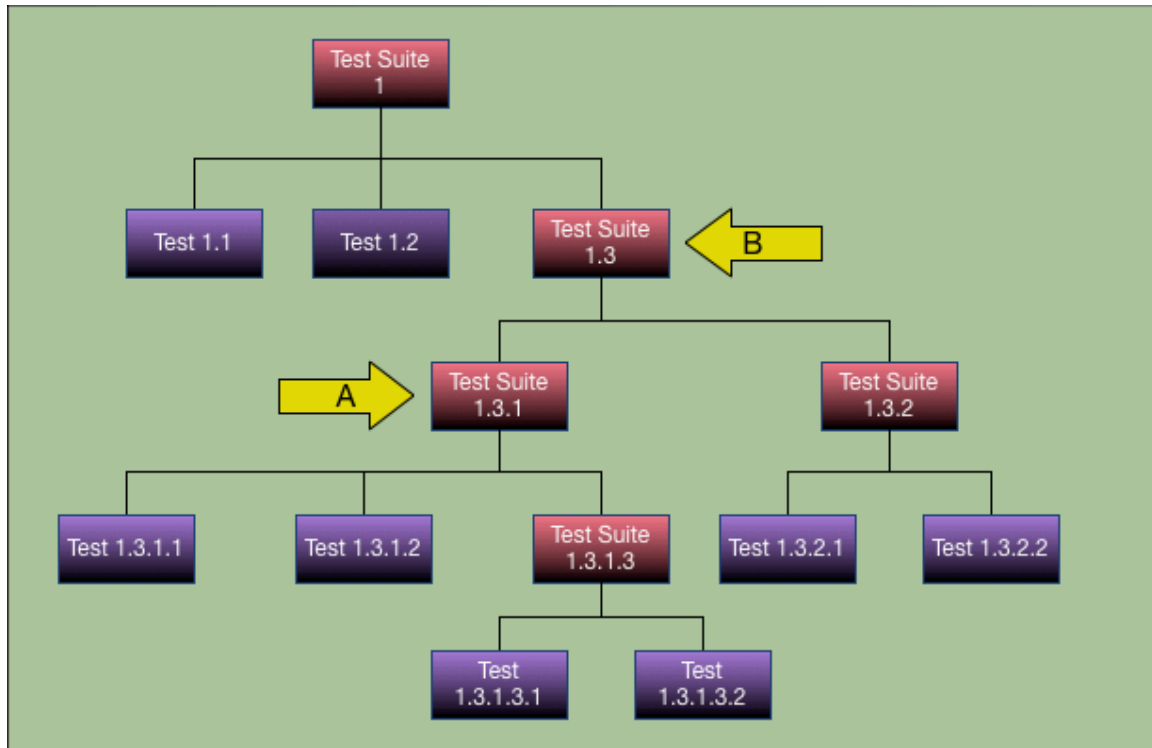 Test Suite
1
Test 1.1
Test 1.2
Test Suite
1.3
B
A
Test Suite
1.3.1
Test Suite
1.3.2
Test 1.3.1.1
Test 1.3.1.2
Test Suite
1.3.1.3
Test 1.3.2.1
Test 1.3.2.2
Test
1.3.1.3.1
Test
1.3.1.3.2